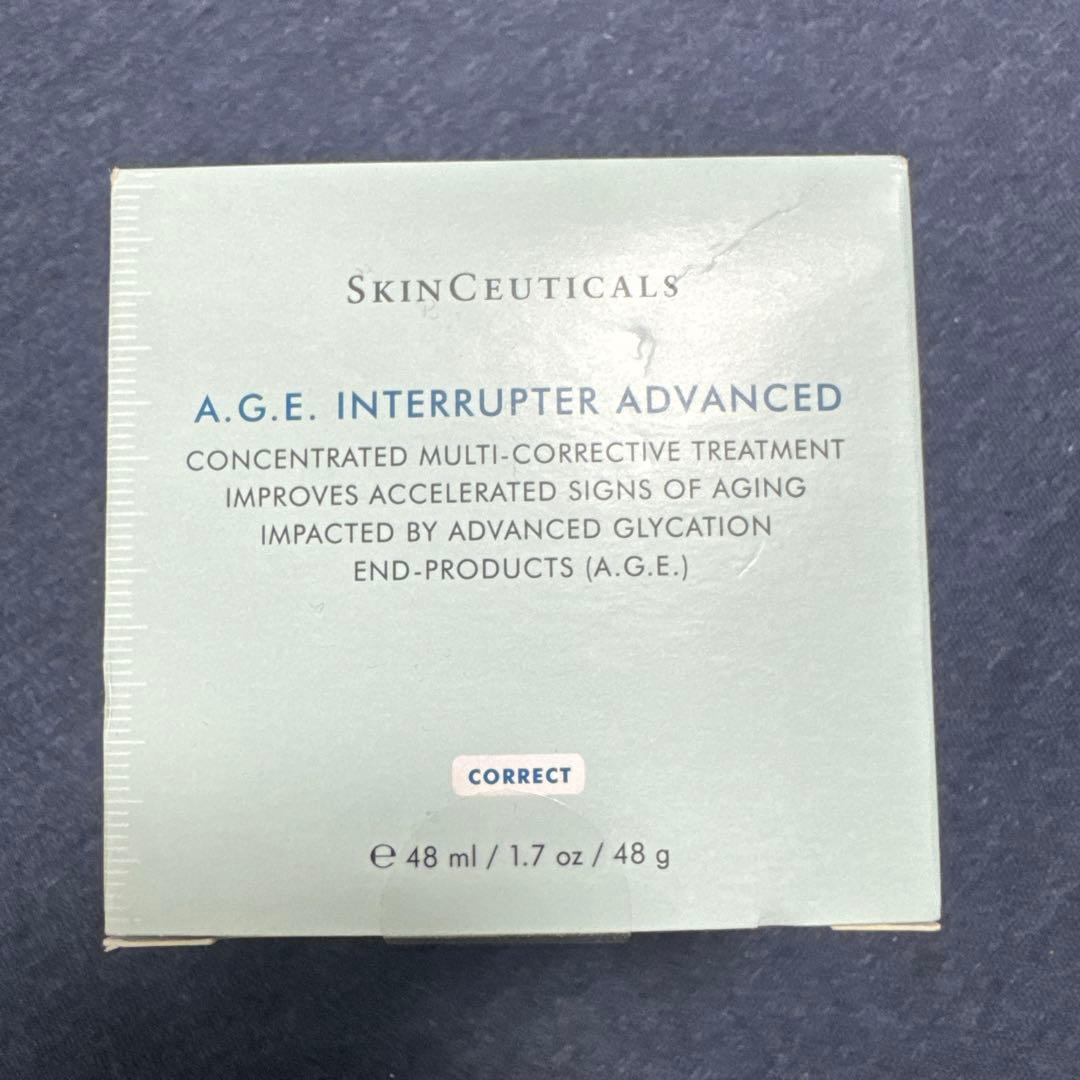 SKINCEUTICALS
A.G.E. INTERRUPTER ADVANCED
CONCENTRATED MULTI-CORRECTIVE TREATMENT
IMPROVES ACCELERATED SIGNS OF AGING
IMPACTED BY ADVANCED GLYCATION
END-PRODUCTS (A.G.E.)
CORRECT
℮ 48 ml / 1.7 oz / 48 g